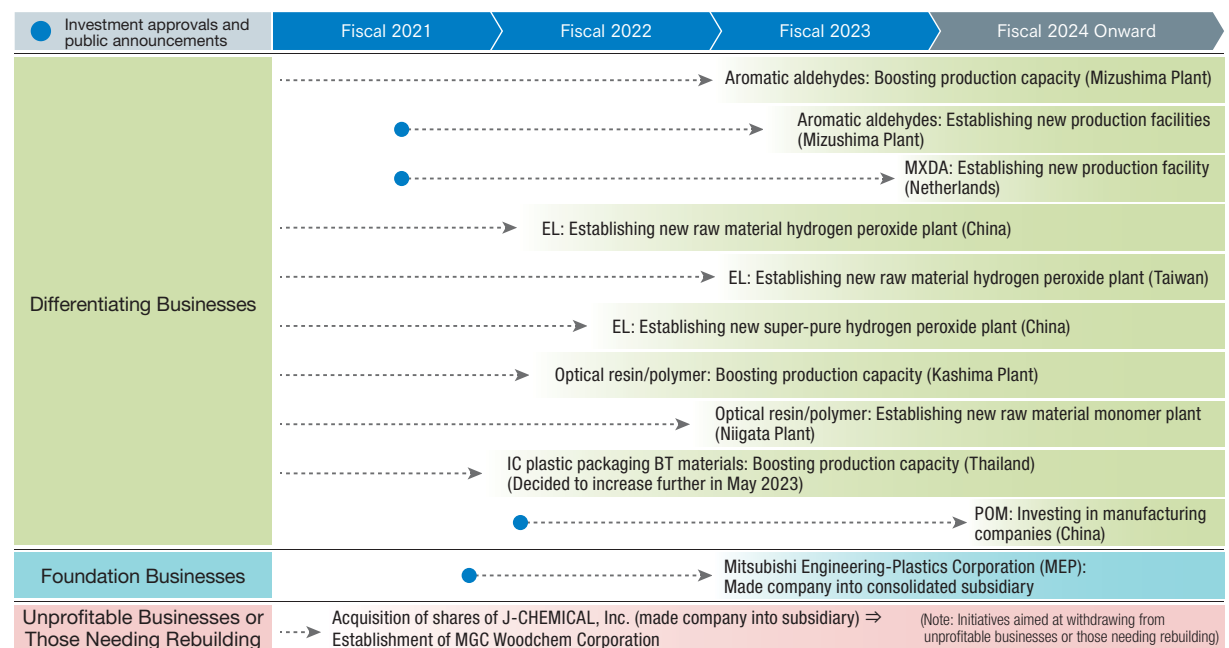 Investment approvals and
public announcements
Fiscal 2021
Fiscal 2022
Fiscal 2023
Fiscal 2024 Onward
Differentiating Businesses
Aromatic aldehydes: Boosting production capacity (Mizushima Plant)
Aromatic aldehydes: Establishing new production facilities
(Mizushima Plant)
MXDA: Establishing new production facility
(Netherlands)
EL: Establishing new raw material hydrogen peroxide plant (China)
EL: Establishing new raw material hydrogen peroxide plant (Taiwan)
EL: Establishing new super-pure hydrogen peroxide plant (China)
Optical resin/polymer: Boosting production capacity (Kashima Plant)
Optical resin/polymer: Establishing new raw material monomer plant
(Niigata Plant)
IC plastic packaging BT materials: Boosting production capacity (Thailand)
(Decided to increase further in May 2023)
POM: Investing in manufacturing
companies (China)
Foundation Businesses
Mitsubishi Engineering-Plastics Corporation (MEP):
Made company into consolidated subsidiary
Unprofitable Businesses or
Those Needing Rebuilding
Acquisition of shares of J-CHEMICAL, Inc. (made company into subsidiary) ⇒
Establishment of MGC Woodchem Corporation
(Note: Initiatives aimed at withdrawing from
unprofitable businesses or those needing rebuilding)